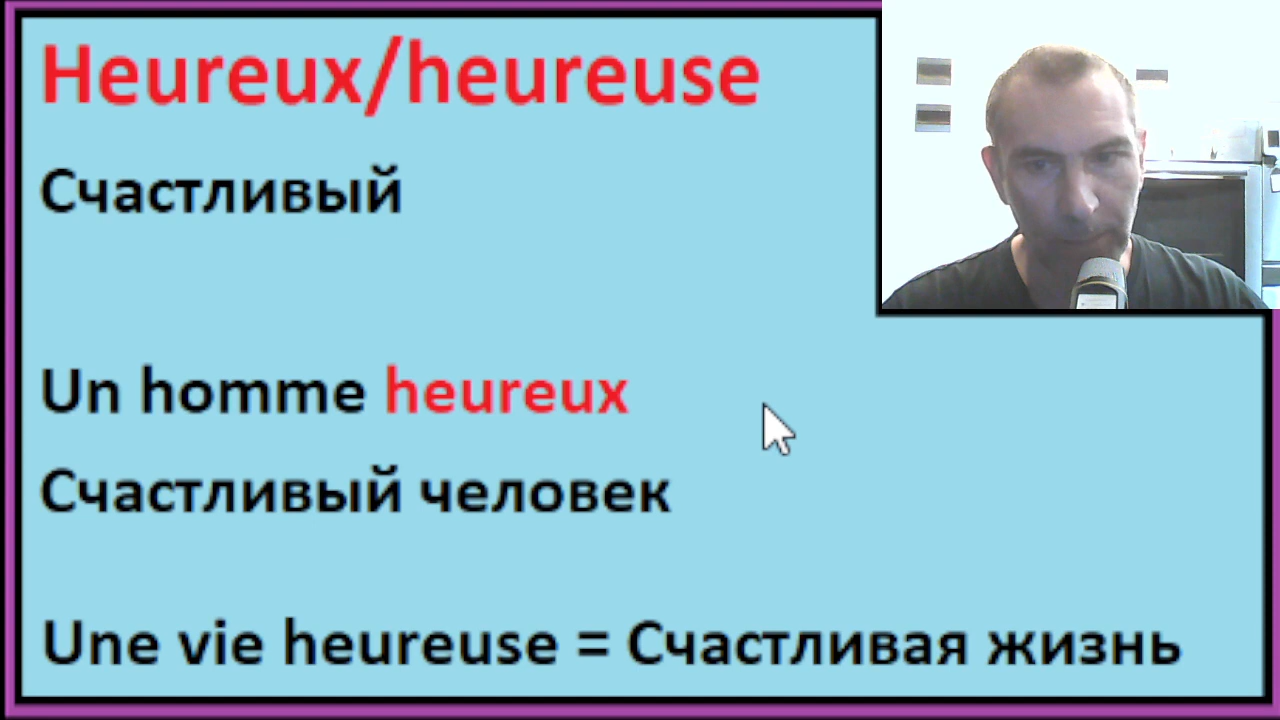 Heureux/heureuse
Счастливый
Un homme heureux
Счастливый человек
Une vie heureuse = Счастливая жизнь